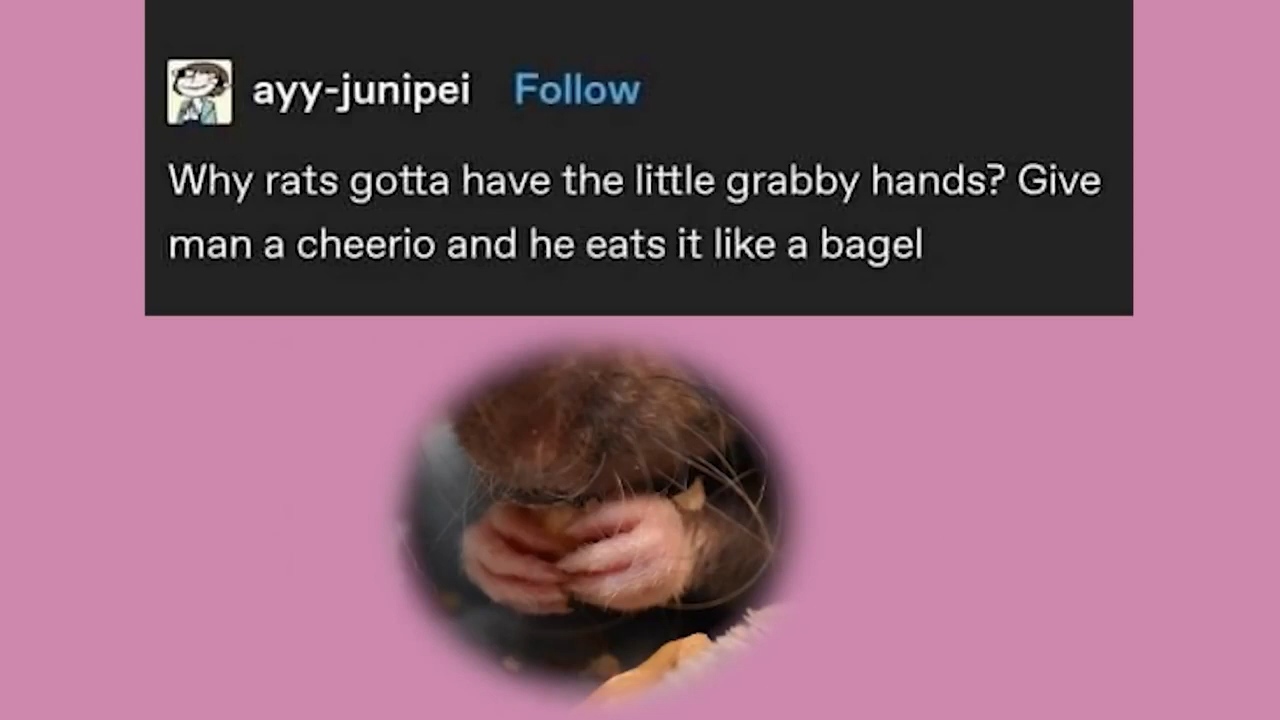 ayy-junipei Follow
Why rats gotta have the little grabby hands? Give
man a cheerio and he eats it like a bagel